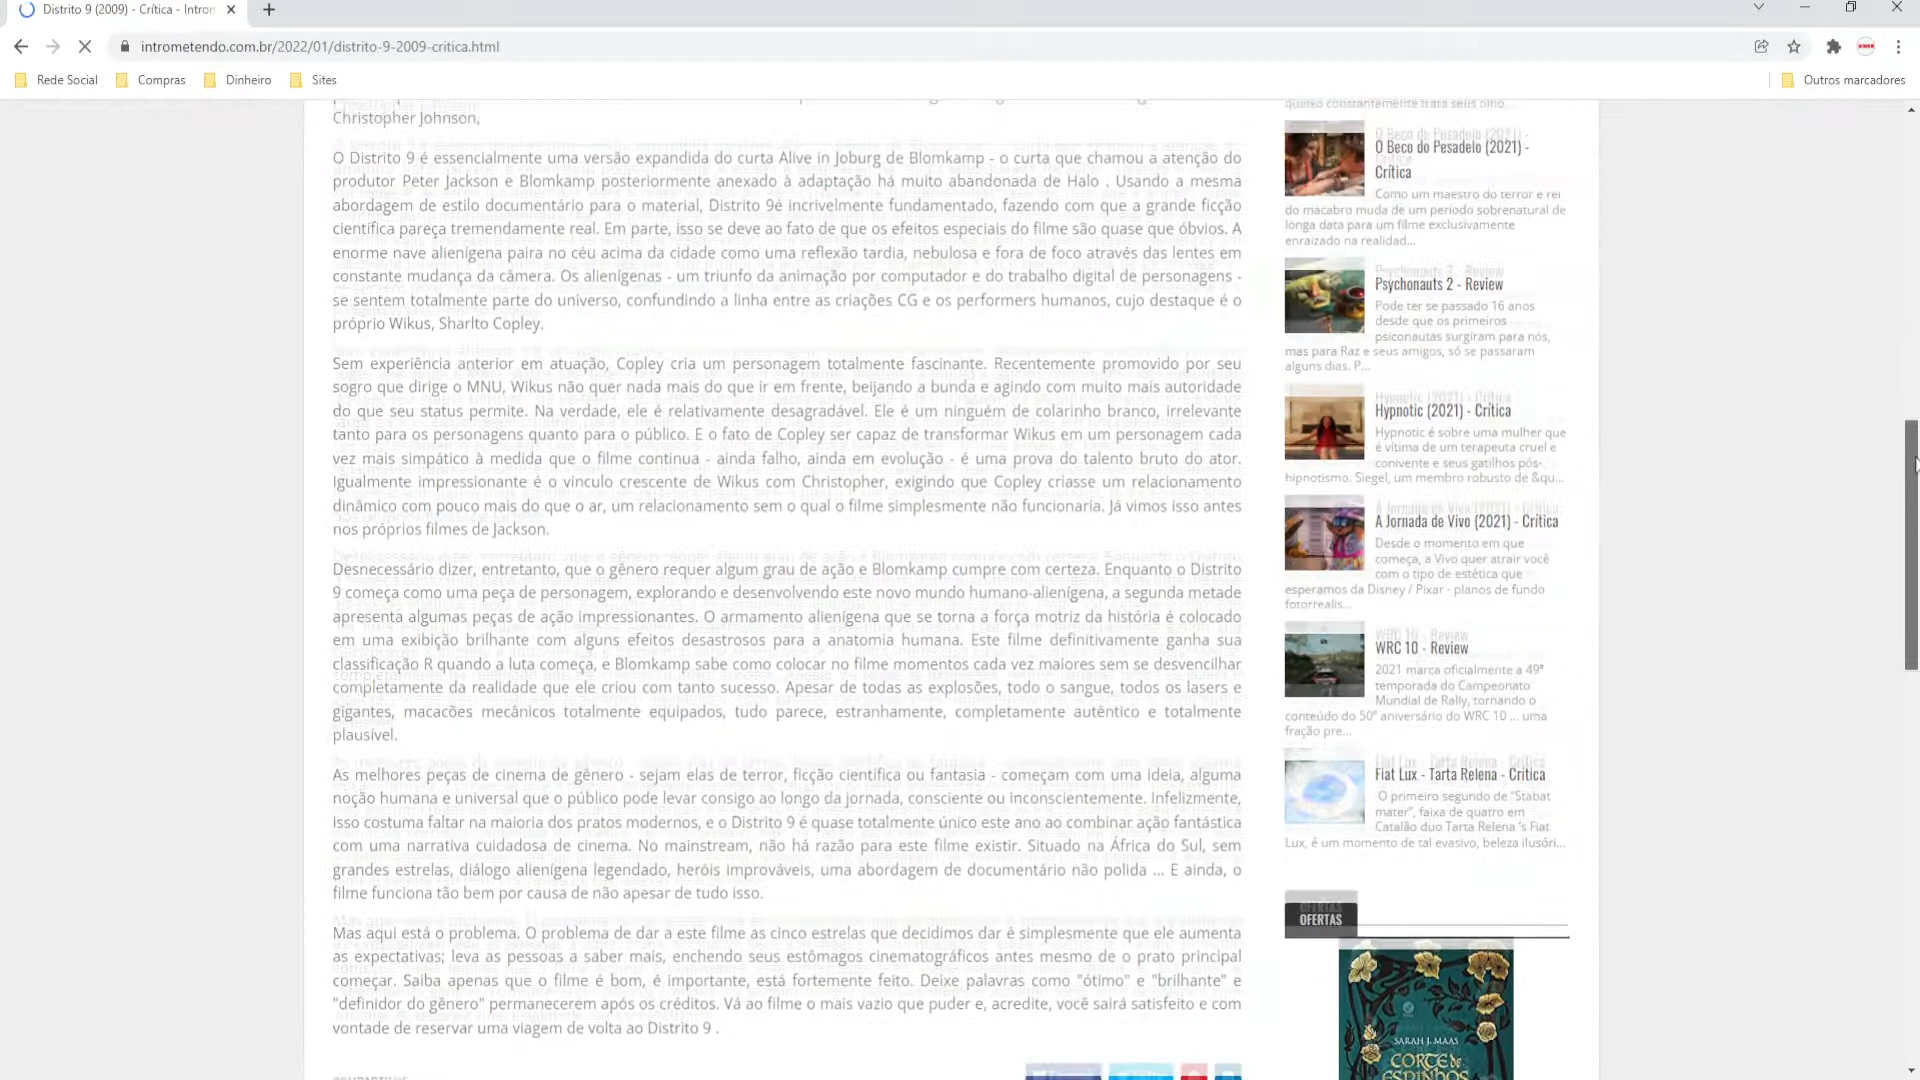 Distrito 9 (2009) - Crítica - Intron
intrometendo.com.br/2022/01/distrito-9-2009-critica.html
Rede Social
Compras
Dinheiro
Sites
Outros marcadores
Christopher Johnson,
O Distrito 9 é essencialmente uma versão expandida do curta Alive in Joburg de Blomkamp - o curta que chamou a atenção do
produtor Peter Jackson e Blomkamp posteriormente anexado à adaptação há muito abandonada de Halo . Usando a mesma
abordagem de estilo documentário para o material, Distrito 9é incrivelmente fundamentado, fazendo com que a grande ficção
científica pareça tremendamente real. Em parte, isso se deve ao fato de que os efeitos especiais do filme são quase que óbvios. A
enorme nave alienígena paira no céu acima da cidade como uma reflexão tardia, nebulosa e fora de foco através das lentes em
constante mudança da câmera. Os alienígenas - um triunfo da animação por computador e do trabalho digital de personagens -
se sentem totalmente parte do universo, confundindo a linha entre as criações CG e os performers humanos, cujo destaque é o
próprio Wikus, Sharlto Copley.
Sem experiência anterior em atuação, Copley cria um personagem totalmente fascinante. Recentemente promovido por seu
sogro que dirige o MNU, Wikus não quer nada mais do que ir em frente, beijando a bunda e agindo com muito mais autoridade
do que seu status permite. Na verdade, ele é relativamente desagradável. Ele é um ninguém de colarinho branco, irrelevante
tanto para os personagens quanto para o público. E o fato de Copley ser capaz de transformar Wikus em um personagem cada
vez mais simpático à medida que o filme continua - ainda falho, ainda em evolução - é uma prova do talento bruto do ator.
Igualmente impressionante é o vínculo crescente de Wikus com Christopher, exigindo que Copley criasse um relacionamento
dinâmico com pouco mais do que o ar, um relacionamento sem o qual o filme simplesmente não funcionaria. Já vimos isso antes
nos próprios filmes de Jackson.
Desnecessário dizer, entretanto, que o gênero requer algum grau de ação e Blomkamp cumpre com certeza. Enquanto o Distrito
9 começa como uma peça de personagem, explorando e desenvolvendo este novo mundo humano-alienígena, a segunda metade
apresenta algumas peças de ação impressionantes. O armamento alienígena que se torna a força motriz da história é colocado
em uma exibição brilhante com alguns efeitos desastrosos para a anatomia humana. Este filme definitivamente ganha sua
classificação R quando a luta começa, e Blomkamp sabe como colocar no filme momentos cada vez maiores sem se desvencilhar
completamente da realidade que ele criou com tanto sucesso. Apesar de todas as explosões, todo o sangue, todos os lasers e
gigantes, macacões mecânicos totalmente equipados, tudo parece, estranhamente, completamente autêntico e totalmente
plausível.
As melhores peças de cinema de gênero - sejam elas de terror, ficção científica ou fantasia - começam com uma ideia, alguma
noção humana e universal que o público pode levar consigo ao longo da jornada, consciente ou inconscientemente. Infelizmente,
isso costuma faltar na maioria dos pratos modernos, e o Distrito 9 é quase totalmente único este ano ao combinar ação fantástica
com uma narrativa cuidadosa de cinema. No mainstream, não há razão para este filme existir. Situado na África do Sul, sem
grandes estrelas, diálogo alienígena legendado, heróis improváveis, uma abordagem de documentário não polida ... E ainda, o
filme funciona tão bem por causa de não apesar de tudo isso.
Mas aqui está o problema. O problema de dar a este filme as cinco estrelas que decidimos dar é simplesmente que ele aumenta
as expectativas; leva as pessoas a saber mais, enchendo seus estômagos cinematográficos antes mesmo de o prato principal
começar. Saiba apenas que o filme é bom, é importante, está fortemente feito. Deixe palavras como "ótimo" e "brilhante" e
"definidor do gênero" permanecerem após os créditos. Vá ao filme o mais vazio que puder e, acredite, você sairá satisfeito e com
vontade de reservar uma viagem de volta ao Distrito 9 .
queixo constantemente trata seus olho...
O Beco do Pesadelo (2021) -
Crítica
Como um maestro do terror e rei
do macabro muda de um período sobrenatural de
longa data para um filme exclusivamente
enraizado na realidad...
Psychonauts 2 - Review
Pode ter se passado 16 anos
desde que os primeiros
psiconautas surgiram para nós,
mas para Raz e seus amigos, só se passaram
alguns dias. P...
Hypnotic (2021) - Crítica
Hypnotic é sobre uma mulher que
é vítima de um terapeuta cruel e
conivente e seus gatilhos pós-
hipnotismo. Siegel, um membro robusto de &qu...
A Jornada de Vivo (2021) - Crítica
Desde o momento em que
começa, a Vivo quer atrair você
com o tipo de estética que
esperamos da Disney / Pixar - planos de fundo
fotorrealis...
WRC 10 - Review
2021 marca oficialmente a 49ª
temporada do Campeonato
Mundial de Rally, tornando o
conteúdo do 50º aniversário do WRC 10 ... uma
fração pre...
Fiat Lux - Tarta Relena - Crítica
O primeiro segundo de "Stabat
mater", faixa de quatro em
Catalão duo Tarta Relena 's Fiat
Lux, é um momento de tal evasivo, beleza ilusóri...
OFERTAS
SARAH J. MAAS
CORTE de
ESPINHOS